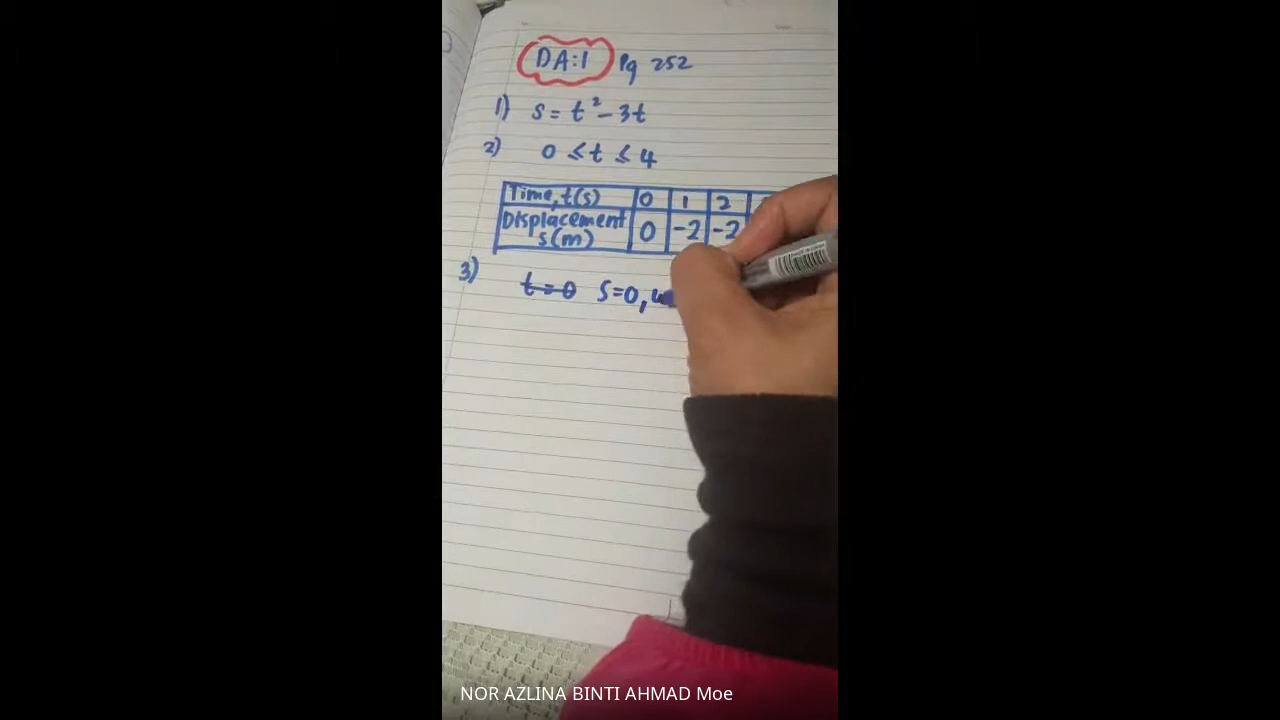 DA:1 Pg 252
1) s = t² - 3t
2) 0 ≤ t ≤ 4
Time, t(s) 0 1 2
Displacement s(m) 0 -2 -2
3) t = 0 S=0,
NOR AZLINA BINTI AHMAD Moe